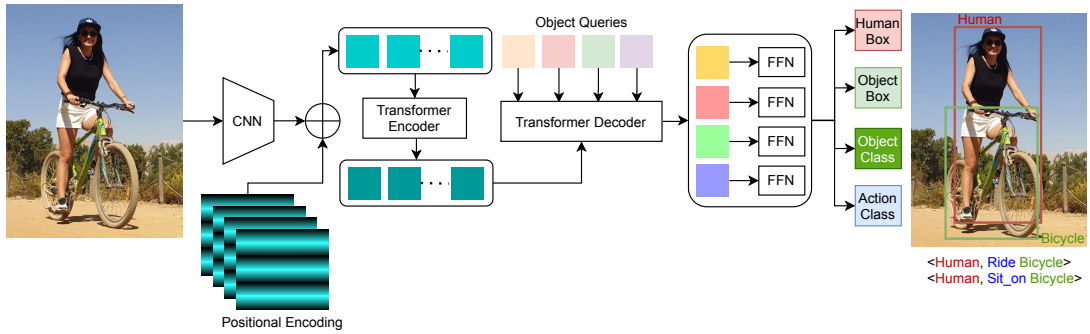 CNN
Positional Encoding
Transformer
Encoder
Object Queries
Transformer Decoder
FFN
FFN
FFN
FFN
Human
Box
Object
Box
Object
Class
Action
Class
Human
Bicycle
<Human, Ride Bicycle>
<Human, Sit_on Bicycle>